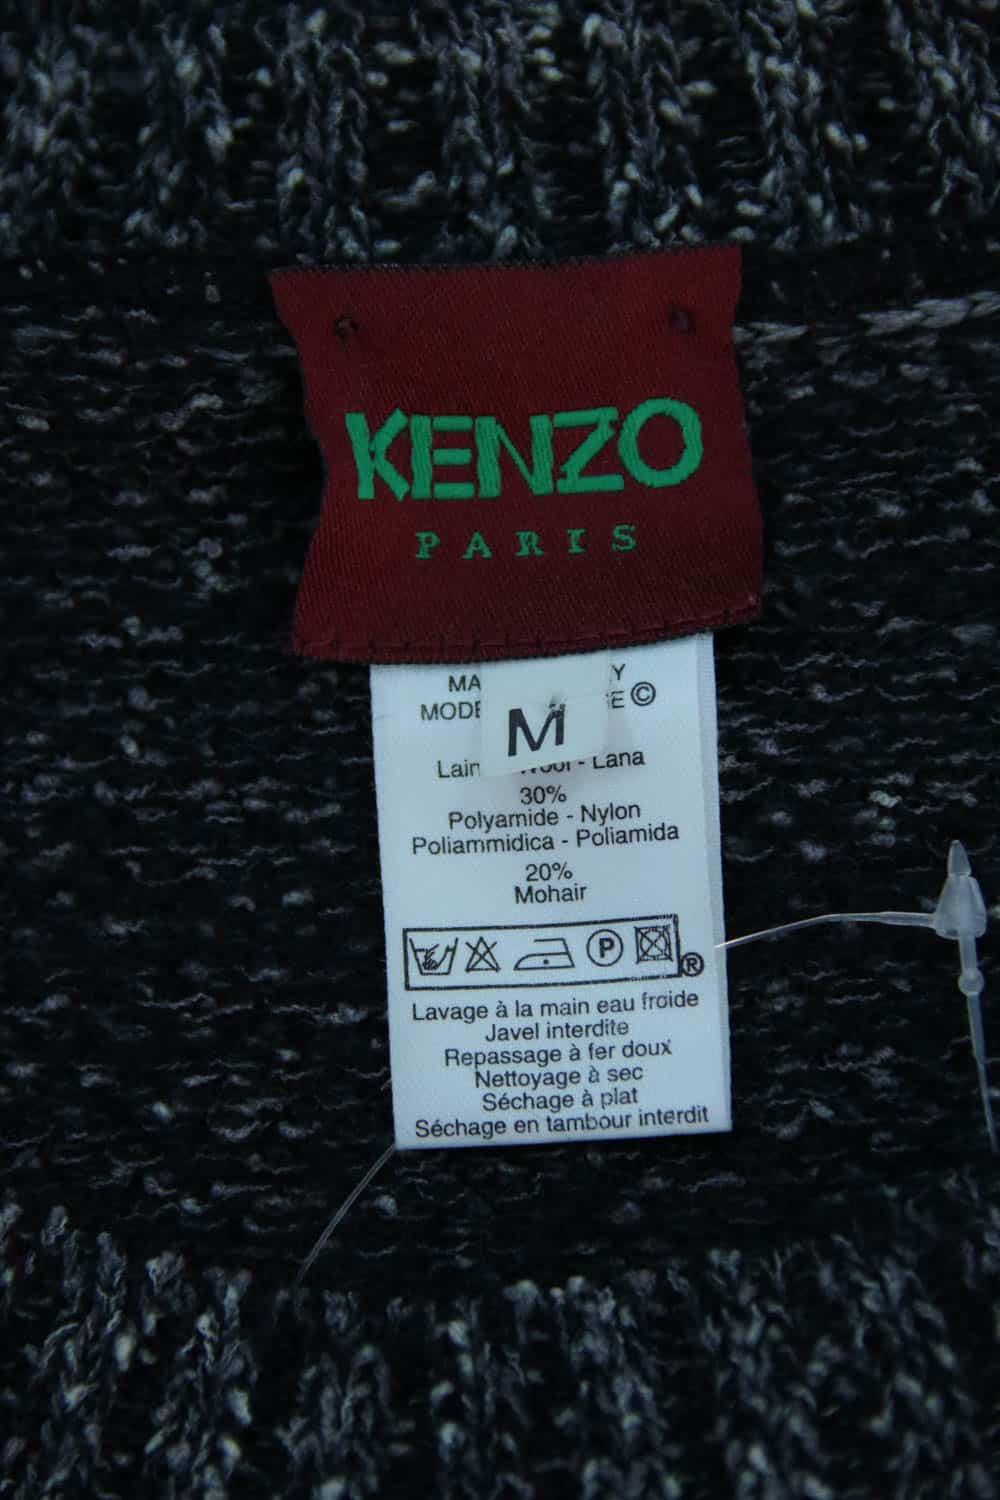 KENZO
PARIS
M
Lana
30%
Polyamide - Nylon
Poliammidica - Poliamida
20%
Mohair
P
®
Lavage à la main eau froide
Javel interdite
Repassage à fer doux
Nettoyage à sec
Séchage à plat
Séchage en tambour interdit